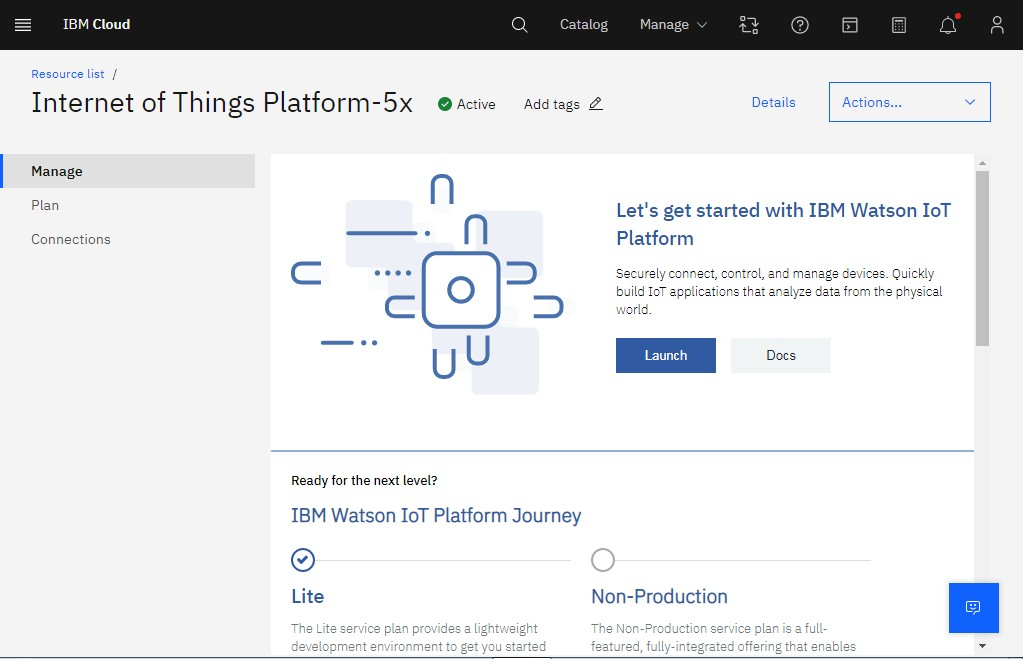 IBM Cloud
Catalog
Manage
Resource list /
Internet of Things Platform-5x
Active
Add tags
Details
Actions...
Manage
Plan
Connections
Let's get started with IBM Watson IoT
Platform
Securely connect, control, and manage devices. Quickly
build IoT applications that analyze data from the physical
world.
Launch
Docs
Ready for the next level?
IBM Watson IoT Platform Journey
Lite
The Lite service plan provides a lightweight
development environment to get you started
Non-Production
The Non-Production service plan is a full-
featured, fully-integrated offering that enables